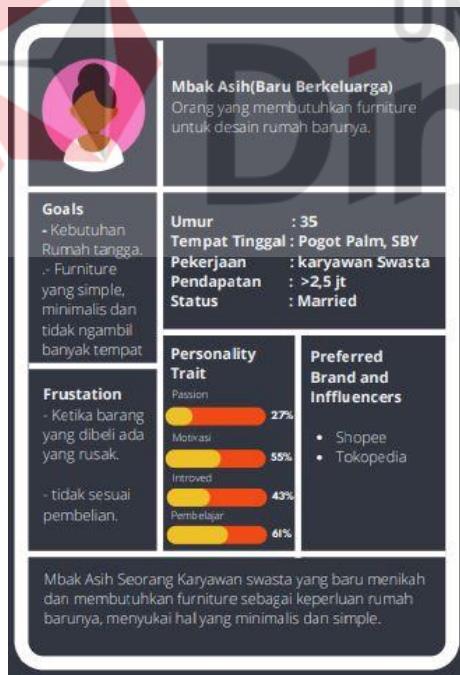 Mbak Asih(Baru Berkeluarga)
Orang yang membutuhkan furniture
untuk desain rumah barunya.
Goals
- Kebutuhan
Rumah tangga.
.- Furniture
yang simple,
minimalis dan
tidak ngambil
banyak tempat
Umur : 35
Tempat Tinggal : Pogot Palm, SBY
Pekerjaan : karyawan Swasta
Pendapatan : >2,5 jt
Status : Married
Frustation
- Ketika barang
yang dibeli ada
yang rusak.
- tidak sesuai
pembelian.
Personality
Trait
Passion
27%
Motivasi
55%
Introved
43%
Pembelajar
61%
Preferred
Brand and
Inffluencers
• Shopee
• Tokopedia
Mbak Asih Seorang Karyawan swasta yang baru menikah
dan membutuhkan furniture sebagai keperluan rumah
barunya, menyukai hal yang minimalis dan simple.